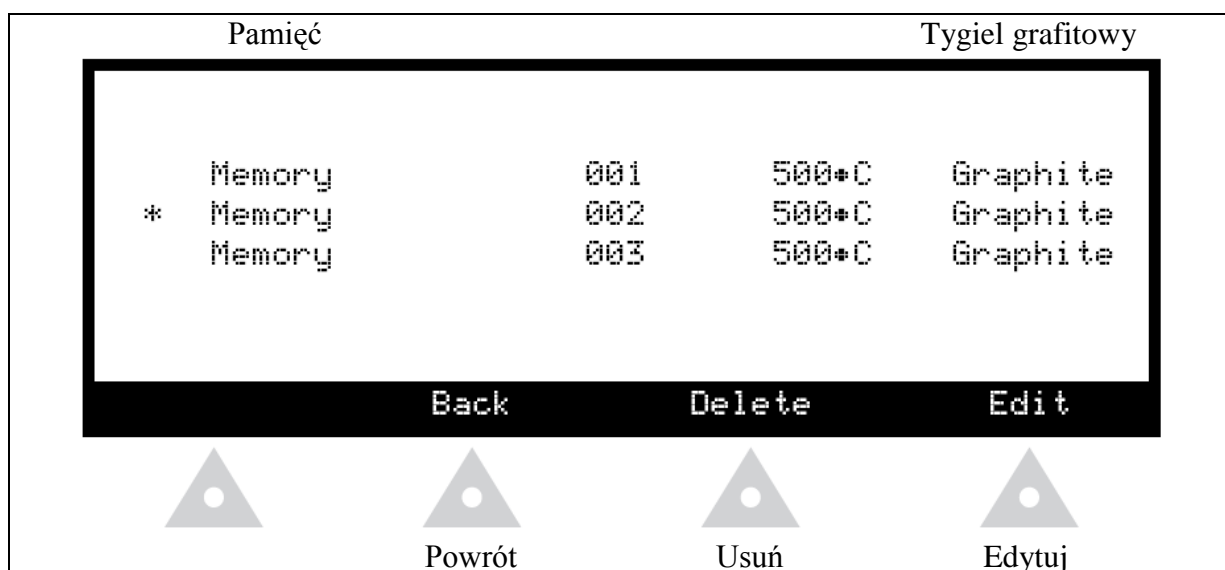 Pamięć Tygiel grafitowy
Memory 001 500°C Graphite
* Memory 002 500°C Graphite
Memory 003 500°C Graphite
Back Delete Edit
Powrót Usuń Edytuj